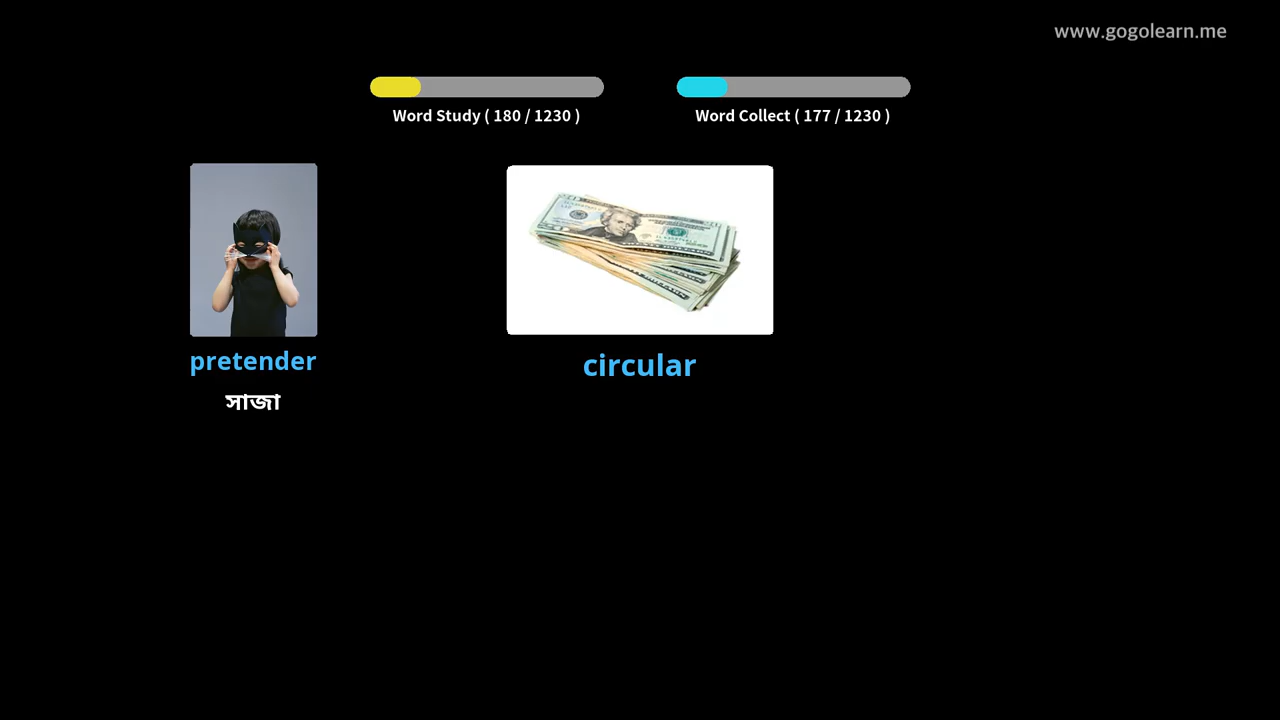 www.gogolearn.me
Word Study ( 180 / 1230 )
Word Collect ( 177 / 1230 )
pretender
সাজা
circular